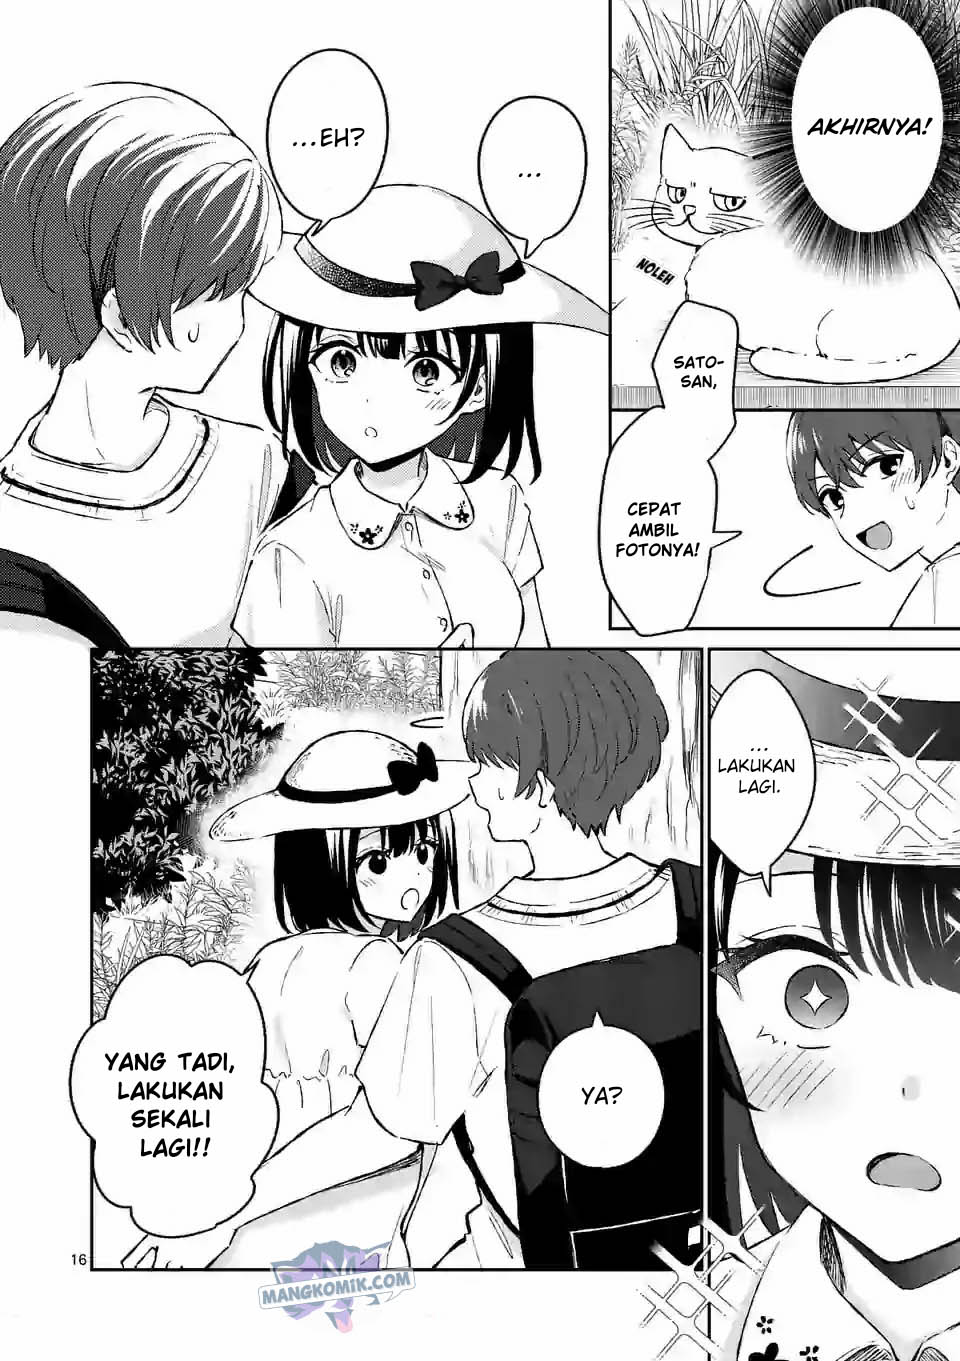 AKHIRNYA!
NOLEH
SATO-
SAN,
CEPAT
AMBIL
FOTONYA!
...
...EH?
...
LAKUKAN
LAGI.
YA?
YANG TADI,
LAKUKAN
SEKALI
LAGI!!
16
MANGKOMIK.COM